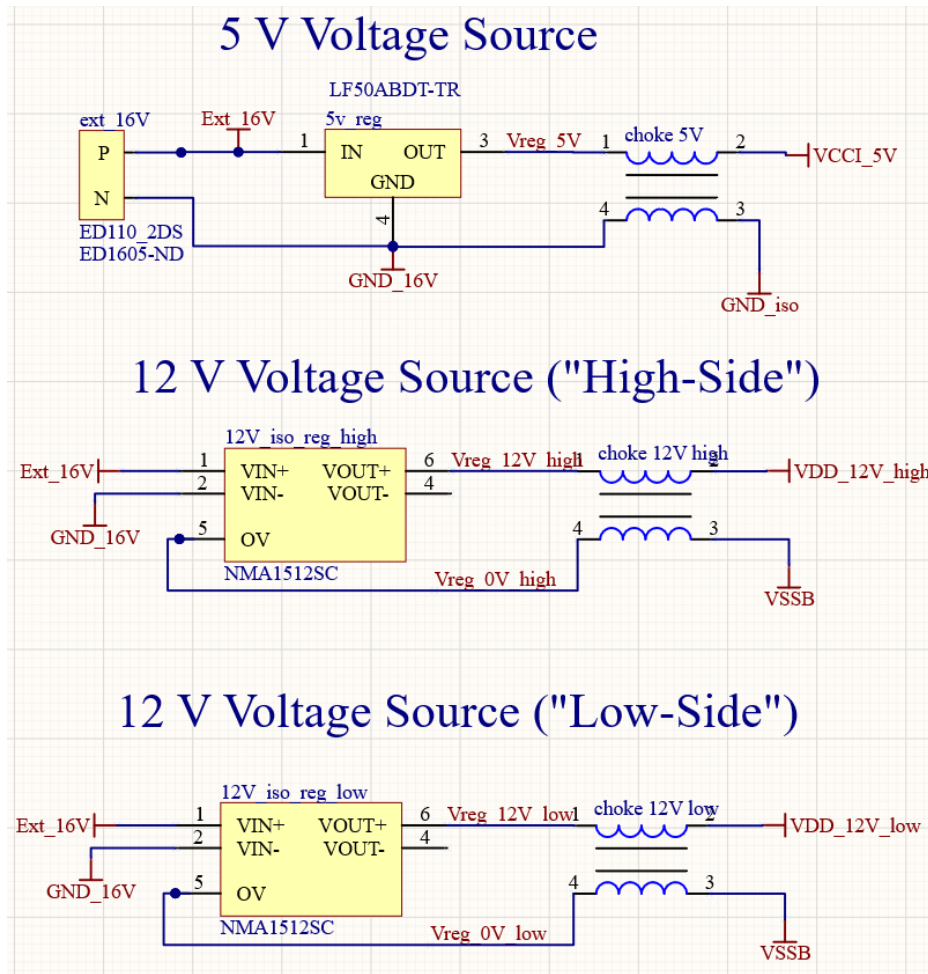 5 V Voltage Source
LF50ABDT-TR
ext_16V
Ext_16V
5v_reg
choke 5V
P
1
IN
OUT
3
Vreg_5V
1
2
VCCI_5V
GND
N
4
4
3
ED110_2DS
ED1605-ND
GND_16V
GND_iso
12 V Voltage Source ("High-Side")
12V_iso_reg_high
Ext_16V
1
VIN+
VOUT+
6
Vreg_12V_high
1
choke 12V high
2
VDD_12V_high
2
VIN-
VOUT-
4
GND_16V
5
OV
4
3
NMA1512SC
Vreg_0V_high
VSSB
12 V Voltage Source ("Low-Side")
12V_iso_reg_low
Ext_16V
1
VIN+
VOUT+
6
Vreg_12V_low
1
choke 12V low
2
VDD_12V_low
2
VIN-
VOUT-
4
GND_16V
5
OV
4
3
NMA1512SC
Vreg_0V_low
VSSB